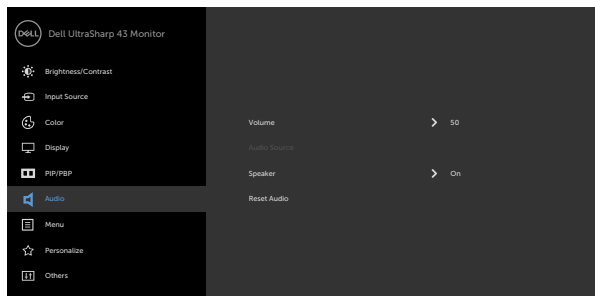 DELL Dell UltraSharp 43 Monitor
Brightness/Contrast
Input Source
Color
Display
PIP/PBP
Audio
Menu
Personalize
Others
Volume 50
Audio Source
Speaker On
Reset Audio